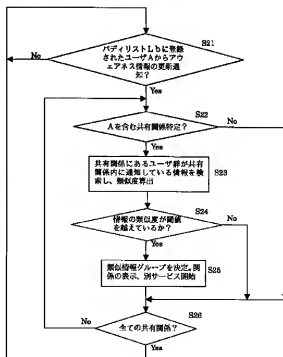 S21
バディリストLbに登録
されたユーザAからアウ
ェアネス情報の更新通
知?
No
Yes
S22
Aを含む共有関係特定?
No
Yes
共有関係にあるユーザ群が共有
関係内に通知している情報を検
索し、類似度算出
S23
S24
情報の類似度が閾値
を越えているか?
No
Yes
類似情報グループを決定。関
係の表示、別サービス開始
S25
S26
全ての共有関係?
No
Yes